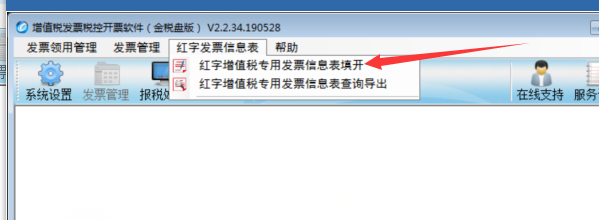 增值税发票税控开票软件（金税盘版） V2.2.34.190528
发票领用管理 发票管理 红字发票信息表 帮助
红字增值税专用发票信息表填开
红字增值税专用发票信息表查询导出
系统设置 发票管理 报税 在线支持 服务